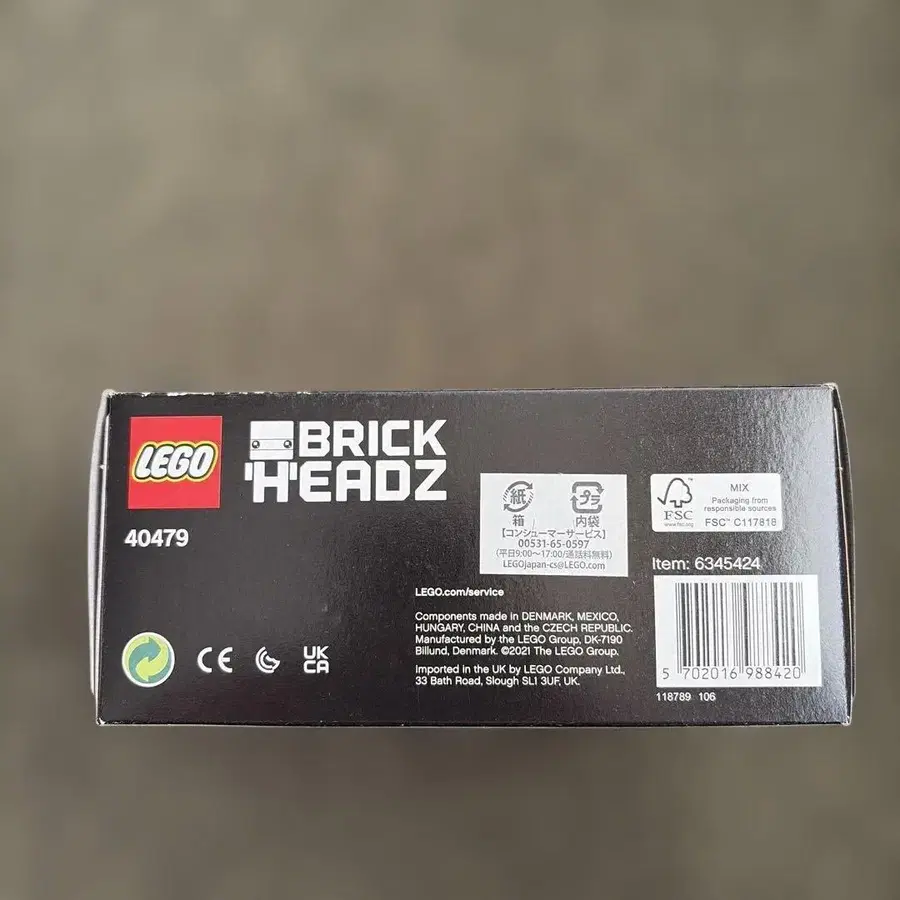 LEGO
BRICK
HEADZ
40479
UK
CA
紙
プラ
箱 内袋
【コンシューマーサービス】
00531-65-0597
(平日9:00〜17:00/通話料無料)
LEGOjapan-cs@LEGO.com
LEGO.com/service
Components made in DENMARK, MEXICO,
HUNGARY, CHINA and the CZECH REPUBLIC.
Manufactured by the LEGO Group, DK-7190
Billund, Denmark. ©2021 The LEGO Group.
Imported in the UK by LEGO Company Ltd.,
33 Bath Road, Slough SL1 3UF, UK.
FSC™
www.fsc.org
MIX
Packaging from
responsible sources
FSC™ C117818
Item: 6345424
5 702016 988420
118789 106
CE